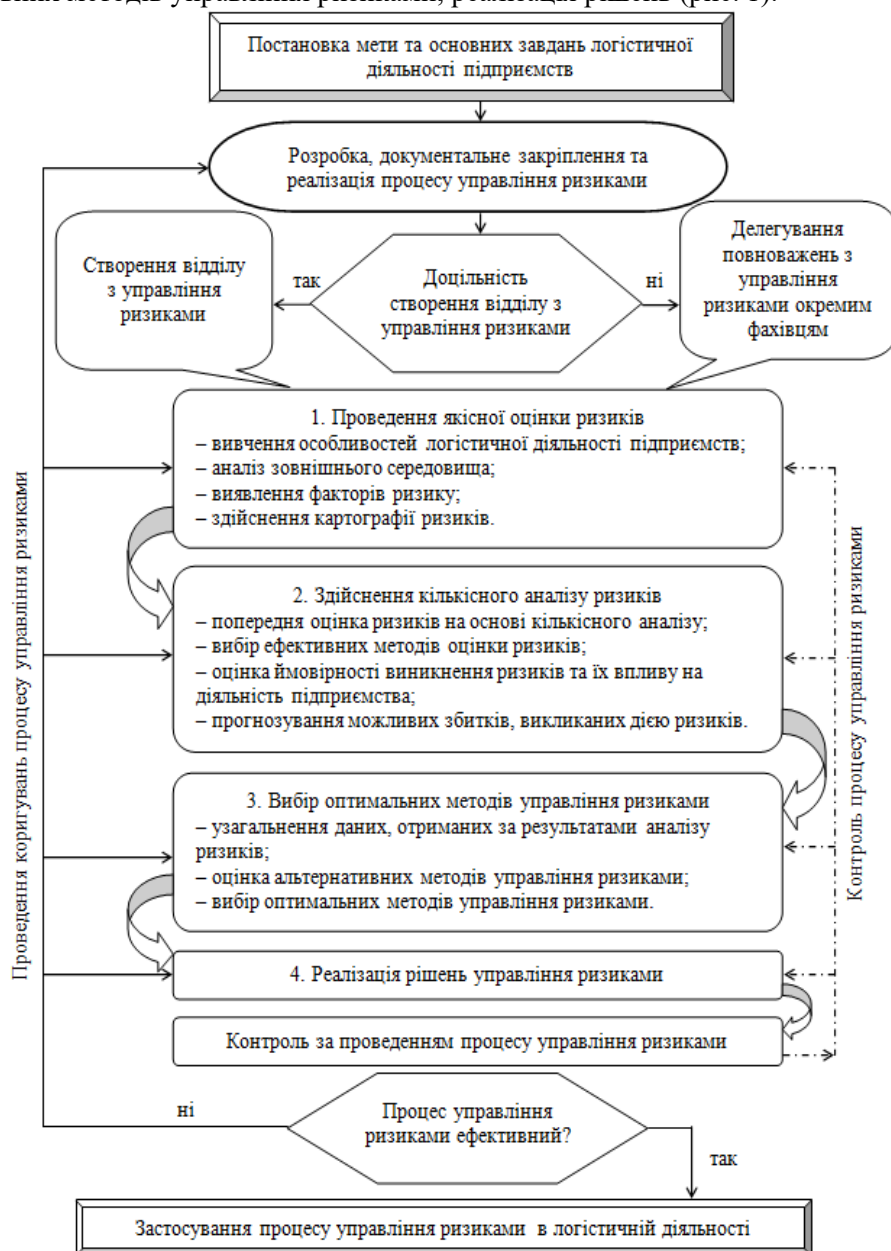 методів управління ризиками, реалізація рішень (рис. 1).
Постановка мети та основних завдань логістичної
діяльності підприємств
Розробка, документальне закріплення та
реалізація процесу управління ризиками
Створення відділу
з управління
ризиками
так
Доцільність
створення відділу з
управління ризиками
ні
Делегування
повноважень з
управління
ризиками окремим
фахівцям
1. Проведення якісної оцінки ризиків
– вивчення особливостей логістичної діяльності підприємств;
– аналіз зовнішнього середовища;
– виявлення факторів ризику;
– здійснення картографії ризиків.
2. Здійснення кількісного аналізу ризиків
– попередня оцінка ризиків на основі кількісного аналізу;
– вибір ефективних методів оцінки ризиків;
– оцінка ймовірності виникнення ризиків та їх впливу на
діяльність підприємства;
– прогнозування можливих збитків, викликаних дією ризиків.
3. Вибір оптимальних методів управління ризиками
– узагальнення даних, отриманих за результатами аналізу
ризиків;
– оцінка альтернативних методів управління ризиками;
– вибір оптимальних методів управління ризиками.
4. Реалізація рішень управління ризиками
Контроль за проведенням процесу управління ризиками
Проведення коригувань процесу управління ризиками
Контроль процесу управління ризиками
ні
Процес управління
ризиками ефективний?
так
Застосування процесу управління ризиками в логістичній діяльності